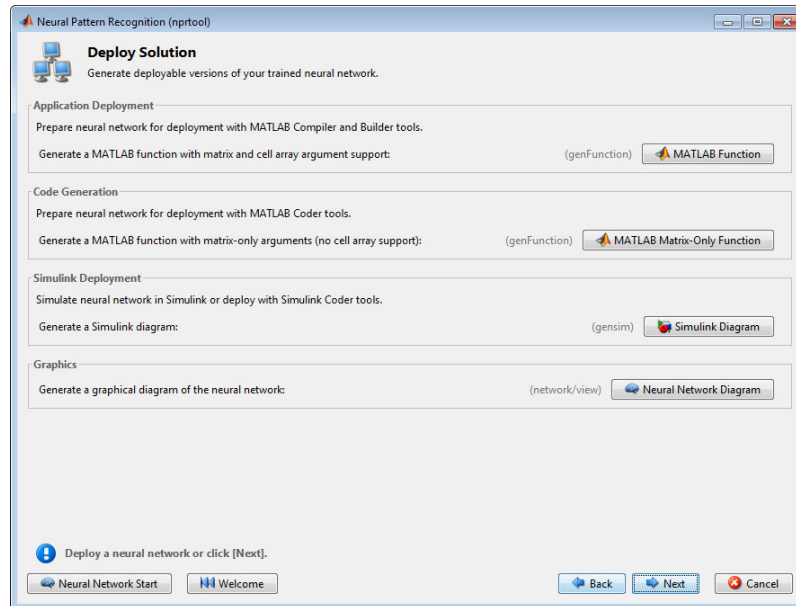 Neural Pattern Recognition (nprtool)
Deploy Solution
Generate deployable versions of your trained neural network.
Application Deployment
Prepare neural network for deployment with MATLAB Compiler and Builder tools.
Generate a MATLAB function with matrix and cell array argument support: (genFunction) MATLAB Function
Code Generation
Prepare neural network for deployment with MATLAB Coder tools.
Generate a MATLAB function with matrix-only arguments (no cell array support): (genFunction) MATLAB Matrix-Only Function
Simulink Deployment
Simulate neural network in Simulink or deploy with Simulink Coder tools.
Generate a Simulink diagram: (gensim) Simulink Diagram
Graphics
Generate a graphical diagram of the neural network: (network/view) Neural Network Diagram
Deploy a neural network or click [Next].
Neural Network Start Welcome Back Next Cancel